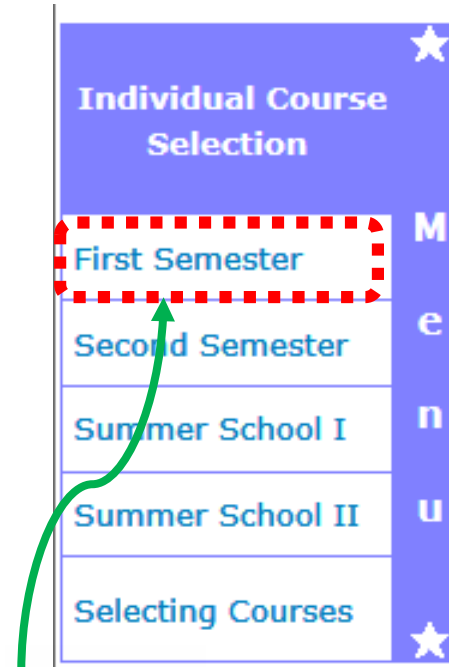 Individual Course
Selection
First Semester
Second Semester
Summer School I
Summer School II
Selecting Courses
M
e
n
u